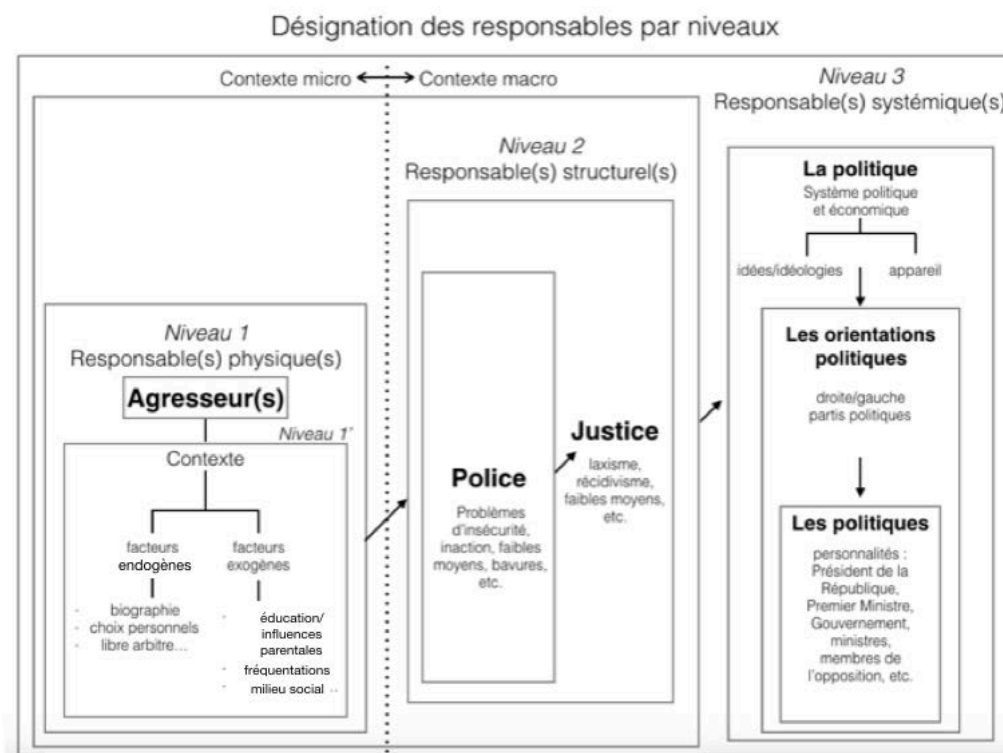 Désignation des responsables par niveaux
Contexte micro
Contexte macro
Niveau 1
Responsable(s) physique(s)
Agresseur(s)
Niveau 1'
Contexte
facteurs
endogènes
biographie
choix personnels
libre arbitre...
facteurs
exogènes
éducation/
influences
parentales
fréquentations
milieu social ..
Niveau 2
Responsable(s) structurel(s)
Police
Problèmes
d'insécurité,
inaction, faibles
moyens, bavures,
etc.
Justice
laxisme,
récidivisme,
faibles moyens,
etc.
Niveau 3
Responsable(s) systémique(s)
La politique
Système politique
et économique
idées/idéologies
appareil
Les orientations
politiques
droite/gauche
partis politiques
Les politiques
personnalités :
Président de la
République,
Premier Ministre,
Gouvernement,
ministres,
membres de
l'opposition, etc.